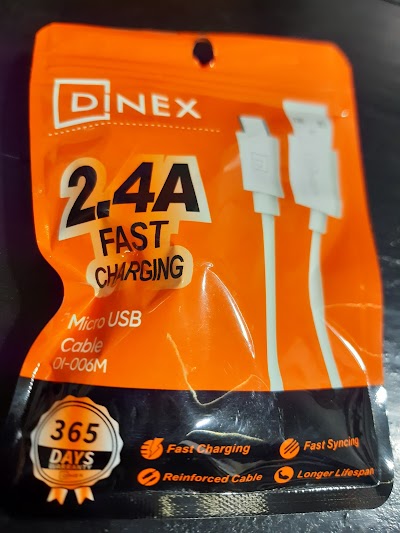 DINEX
2.4A
FAST
CHARGING
Micro USB
Cable
OI-006M
365
DAYS
WARRANTY
Fast Charging
Fast Syncing
Reinforced Cable
Longer Lifespan